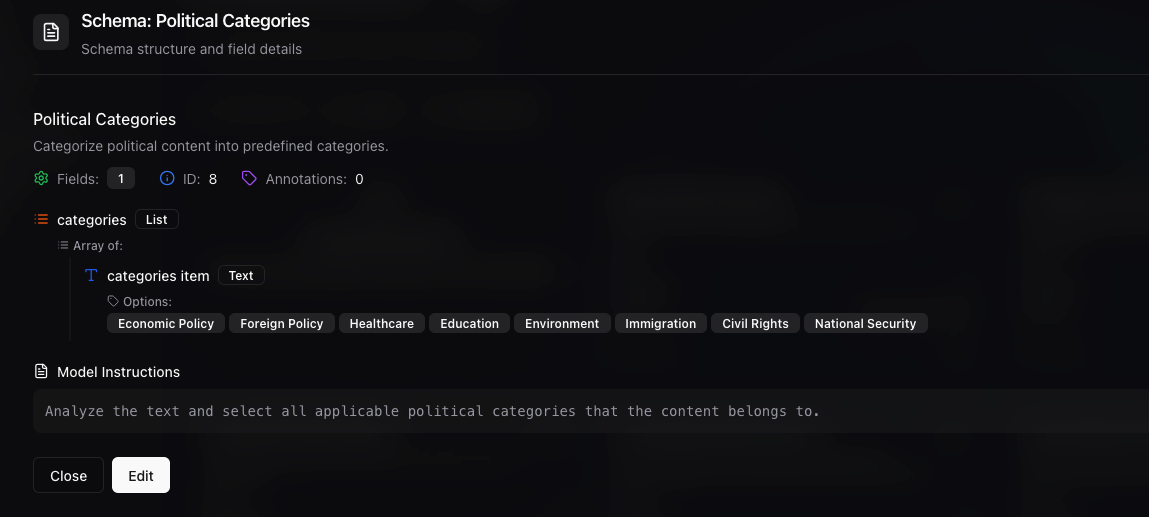 Schema: Political Categories
Schema structure and field details
Political Categories
Categorize political content into predefined categories.
Fields: 1 ID: 8 Annotations: 0
categories List
Array of:
categories item Text
Options:
Economic Policy Foreign Policy Healthcare Education Environment Immigration Civil Rights National Security
Model Instructions
Analyze the text and select all applicable political categories that the content belongs to.
Close Edit